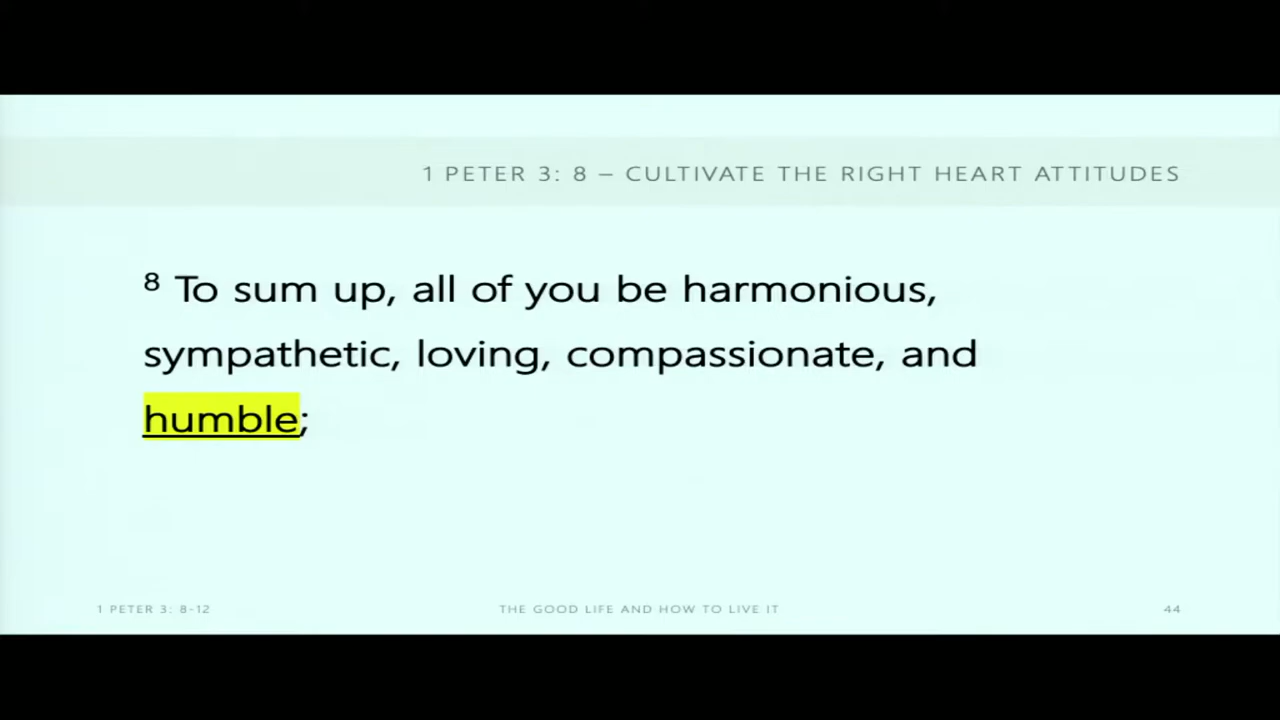 1 PETER 3: 8 – CULTIVATE THE RIGHT HEART ATTITUDES
8 To sum up, all of you be harmonious,
sympathetic, loving, compassionate, and
humble;
1 PETER 3: 8-12
THE GOOD LIFE AND HOW TO LIVE IT
44